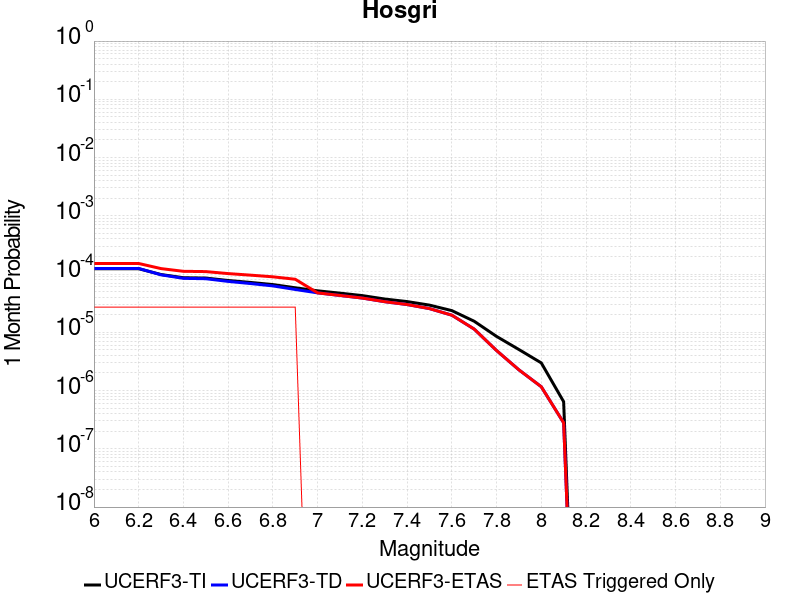 Hosgri
10^0
10^-1
10^-2
10^-3
10^-4
10^-5
10^-6
10^-7
10^-8
1 Month Probability
6 6.2 6.4 6.6 6.8 7 7.2 7.4 7.6 7.8 8 8.2 8.4 8.6 8.8 9
Magnitude
UCERF3-TI UCERF3-TD UCERF3-ETAS ETAS Triggered Only